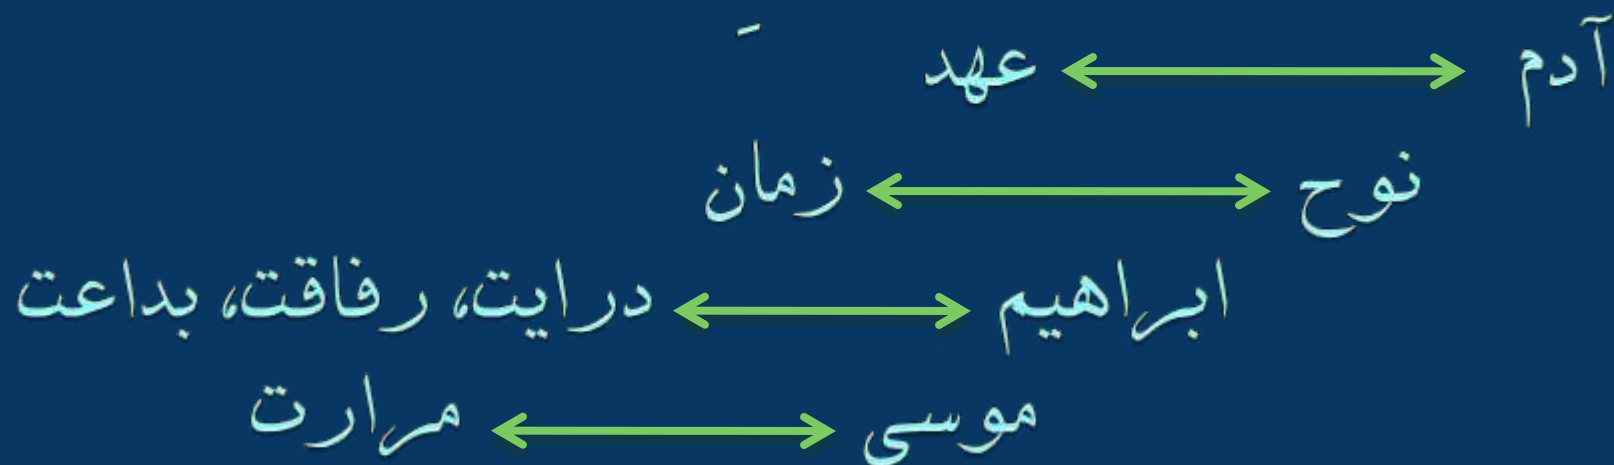 آدم عهد َ
نوح زمان
ابراهیم درایت، رفاقت، بداعت
موسی مرارت